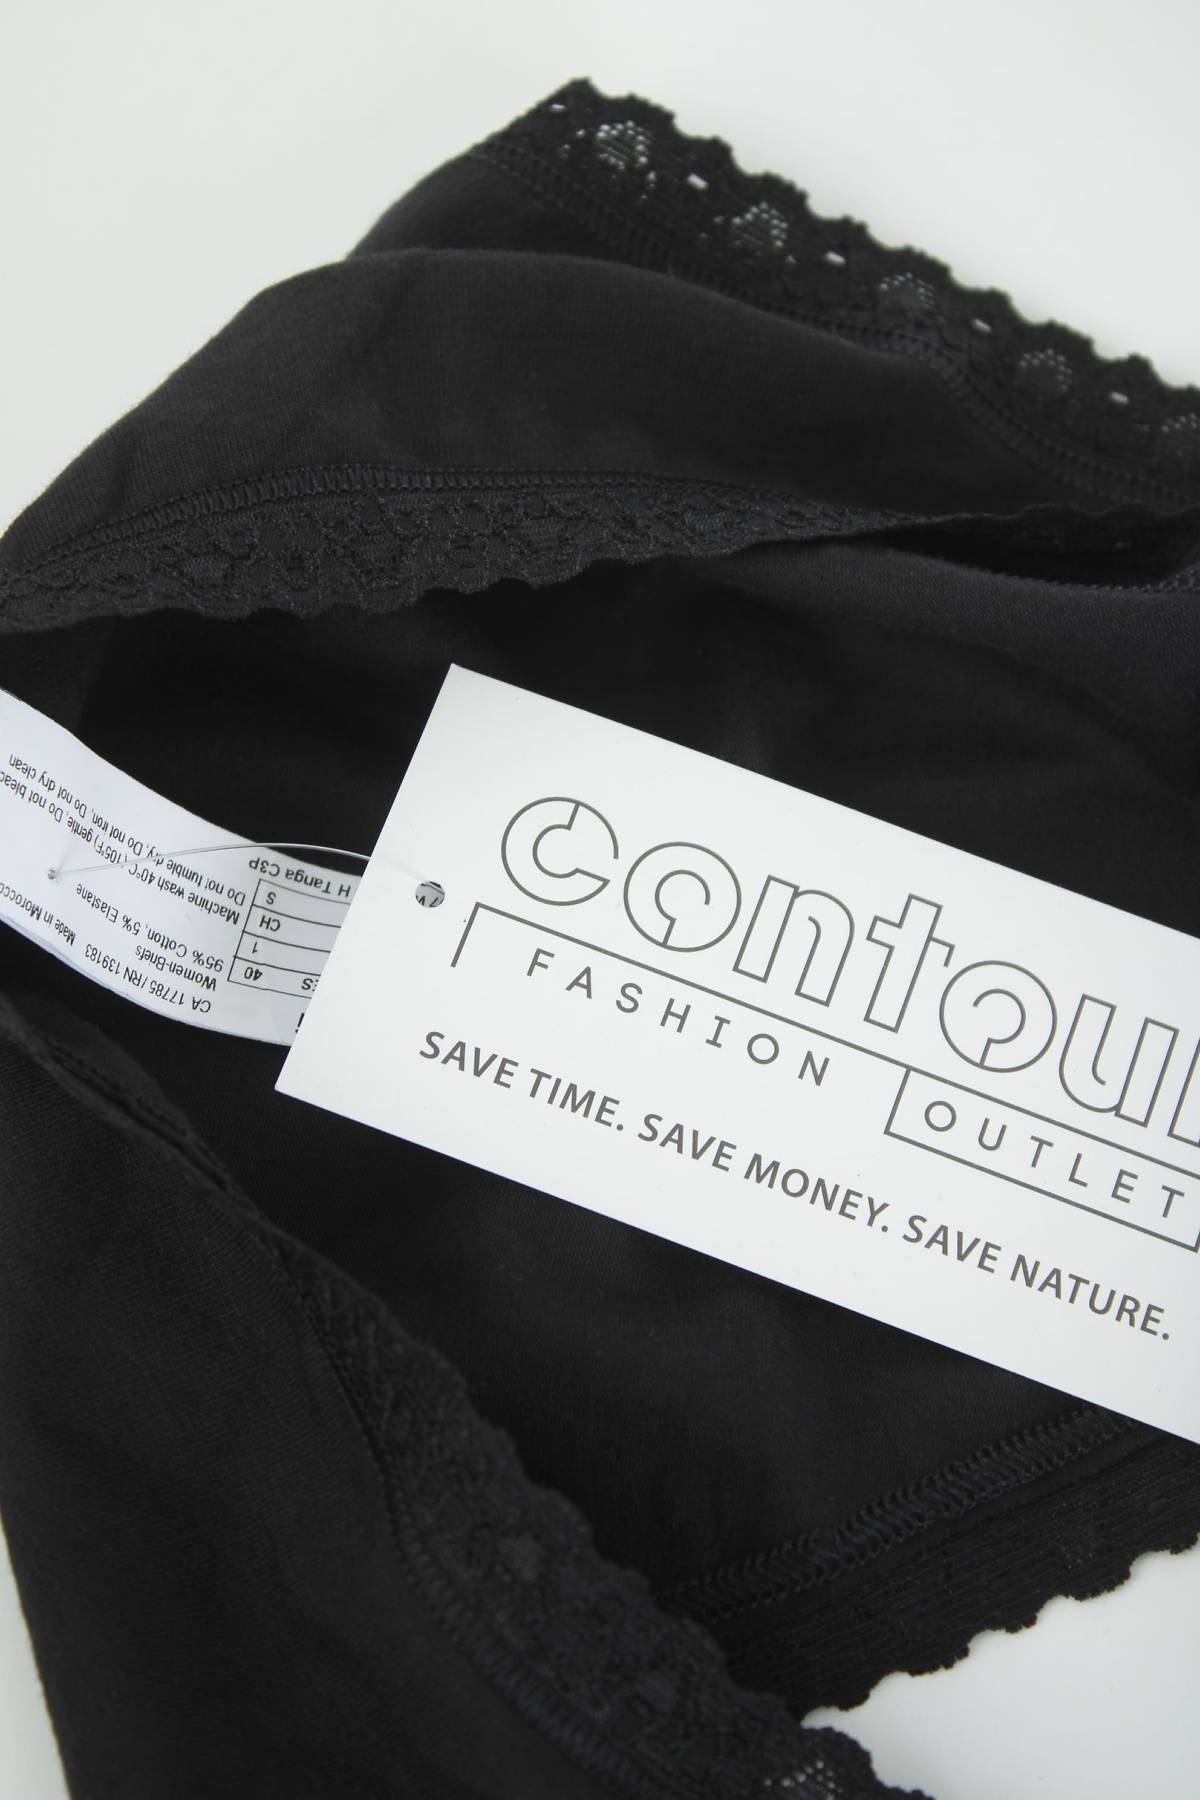 contour
FASHION
OUTLET
SAVE TIME. SAVE MONEY. SAVE NATURE.
CA 17785 / RN 139183 Made in Morocco
Women-Briefs
95% Cotton, 5% Elastane
Machine wash 40°C (105°F) gentle, Do not bleach
Do not tumble dry, Do not iron, Do not dry clean
ES 40
1
CH
S
H Tanga C3P